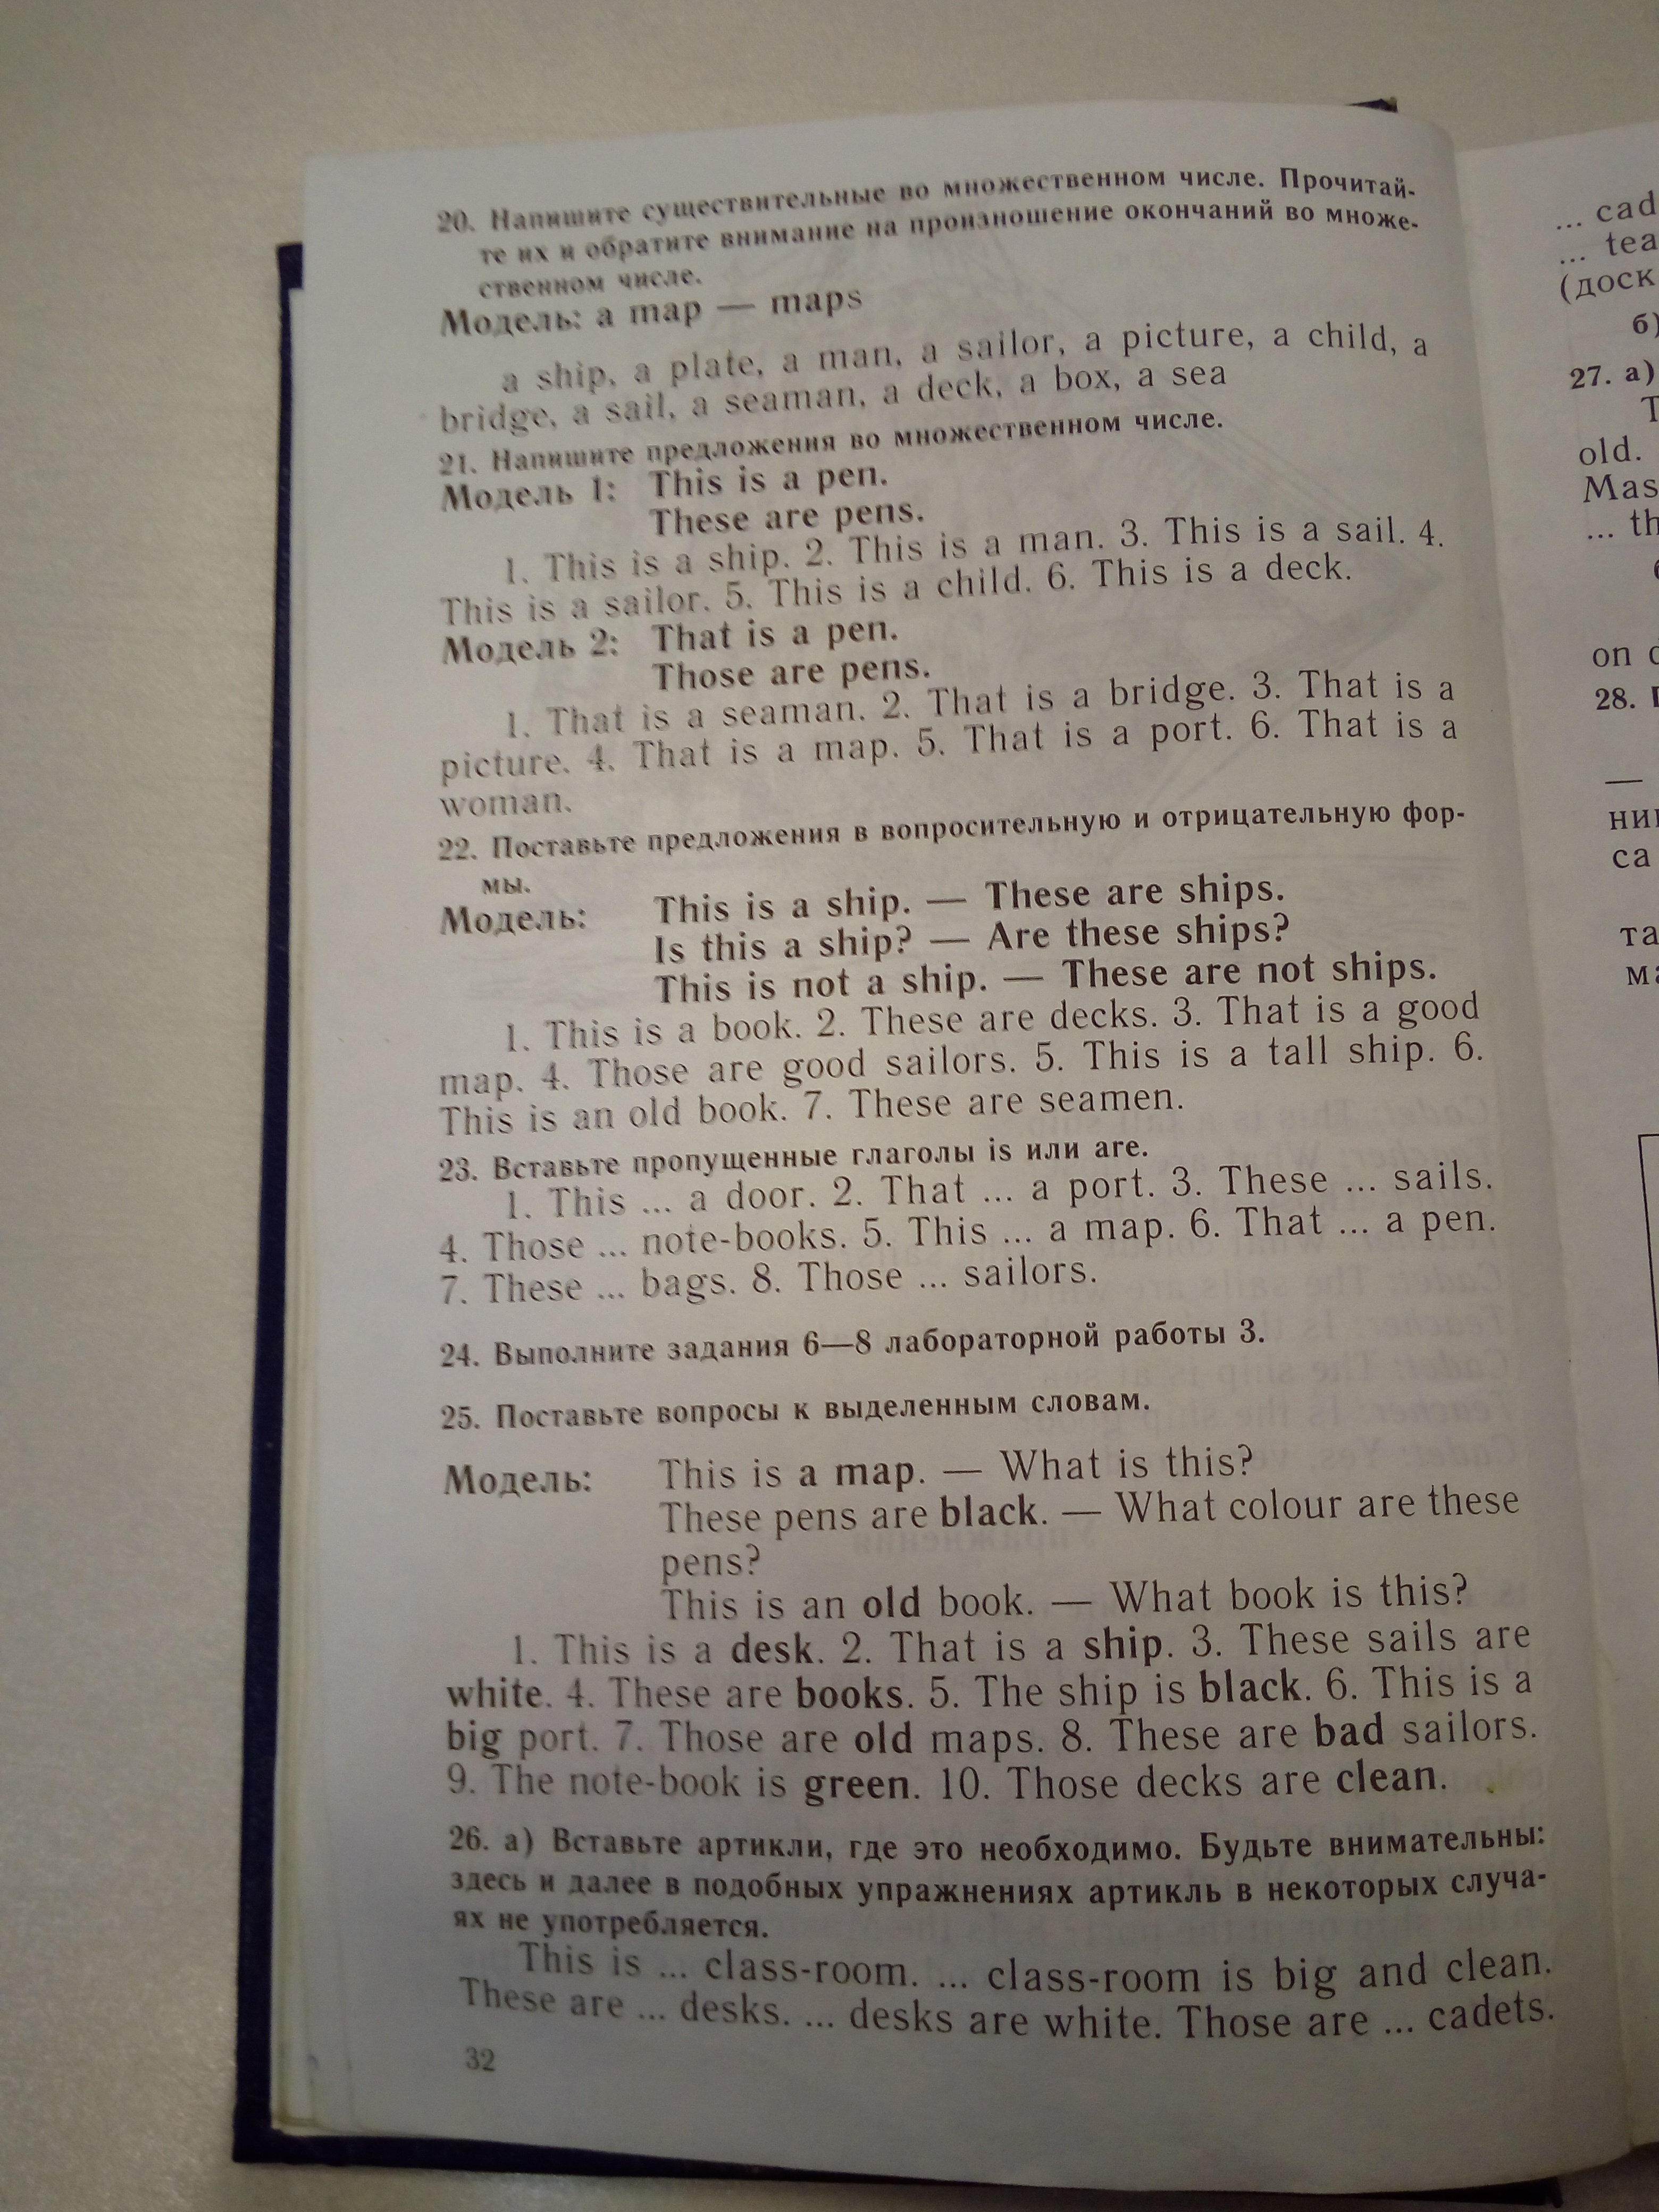 20. Напишите существительные во множественном числе. Прочитай-
те их и обратите внимание на произношение окончаний во множе-
ственном числе.
Модель: a map — maps
a ship, a plate, a man, a sailor, a picture, a child, a
bridge, a sail, a seaman, a deck, a box, a sea
21. Напишите предложения во множественном числе.
Модель 1: This is a pen.
These are pens.
1. This is a ship. 2. This is a man. 3. This is a sail. 4.
This is a sailor. 5. This is a child. 6. This is a deck.
Модель 2: That is a pen.
Those are pens.
1. That is a seaman. 2. That is a bridge. 3. That is a
picture. 4. That is a map. 5. That is a port. 6. That is a
woman.
22. Поставьте предложения в вопросительную и отрицательную фор-
мы.
Модель: This is a ship. — These are ships.
Is this a ship? — Are these ships?
This is not a ship. — These are not ships.
1. This is a book. 2. These are decks. 3. That is a good
map. 4. Those are good sailors. 5. This is a tall ship. 6.
This is an old book. 7. These are seamen.
23. Вставьте пропущенные глаголы is или are.
1. This ... a door. 2. That ... a port. 3. These ... sails.
4. Those ... note-books. 5. This ... a map. 6. That ... a pen.
7. These ... bags. 8. Those ... sailors.
24. Выполните задания 6—8 лабораторной работы 3.
25. Поставьте вопросы к выделенным словам.
Модель: This is a map. — What is this?
These pens are black. — What colour are these
pens?
This is an old book. — What book is this?
1. This is a desk. 2. That is a ship. 3. These sails are
white. 4. These are books. 5. The ship is black. 6. This is a
big port. 7. Those are old maps. 8. These are bad sailors.
9. The note-book is green. 10. Those decks are clean.
26. а) Вставьте артикли, где это необходимо. Будьте внимательны:
здесь и далее в подобных упражнениях артикль в некоторых случа-
ях не употребляется.
This is ... class-room. ... class-room is big and clean.
These are ... desks. ... desks are white. Those are ... cadets.
32
... cad
... tea
(доск
б)
27. а)
old.
Mas
... th
on
28.
—
са
та